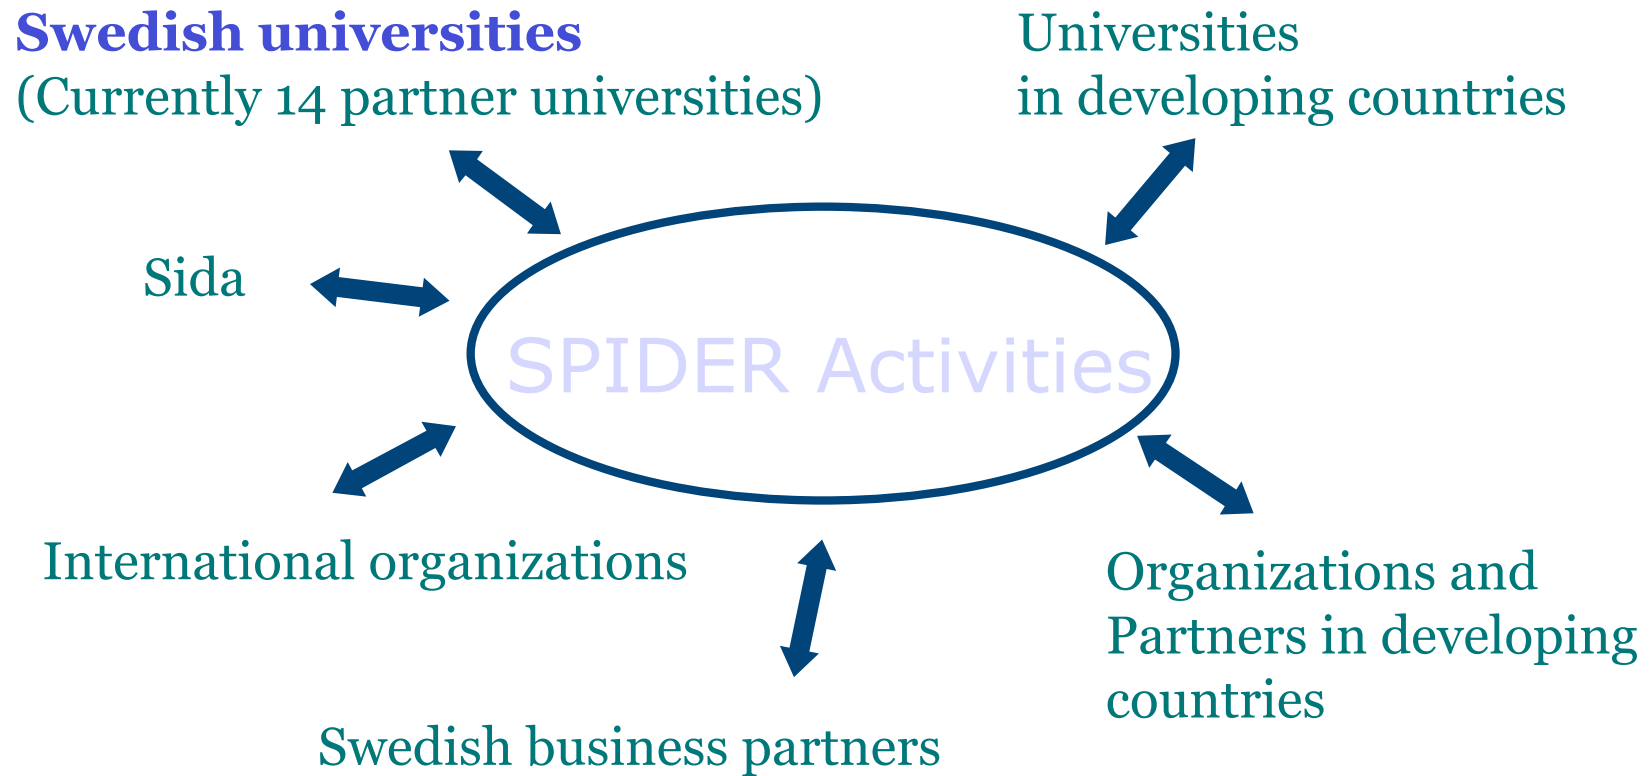 Swedish universities
(Currently 14 partner universities)
Universities
in developing countries
Sida
SPIDER Activities
International organizations
Organizations and
Partners in developing
countries
Swedish business partners